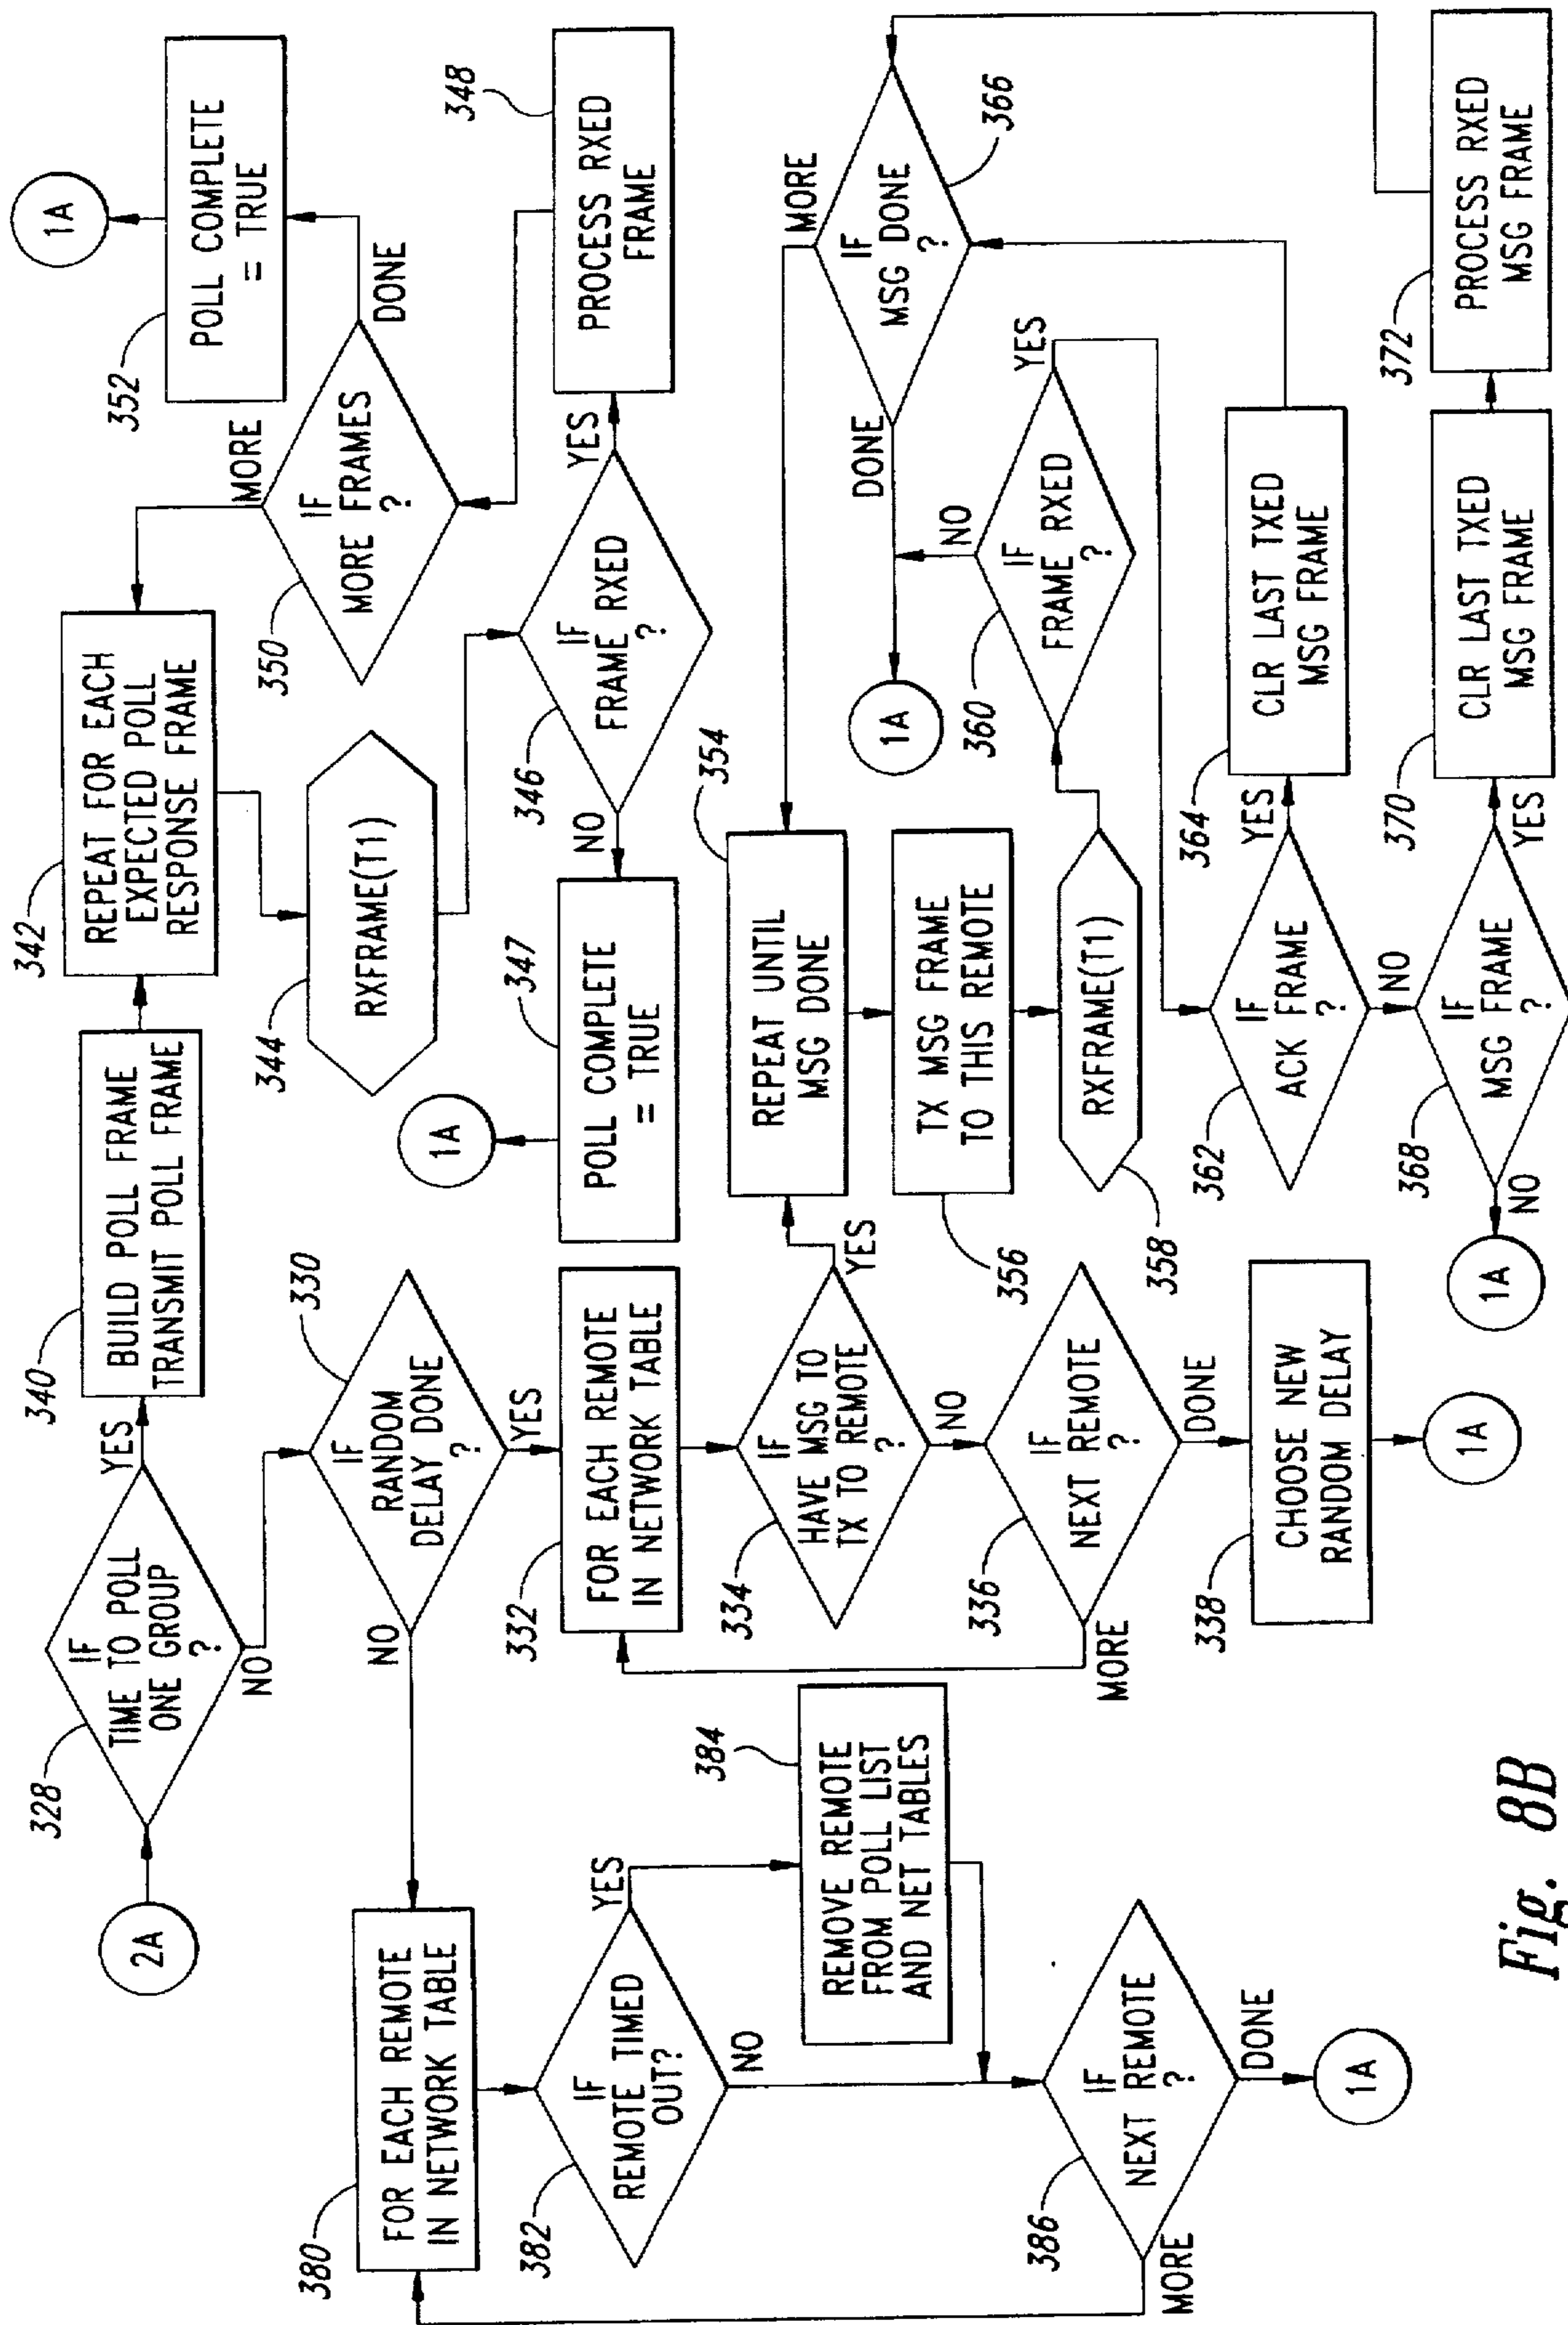 2A
328
IF
TIME TO POLL
ONE GROUP
?
YES
NO
340
BUILD POLL FRAME
TRANSMIT POLL FRAME
342
REPEAT FOR EACH
EXPECTED POLL
RESPONSE FRAME
344
RXFRAME(T1)
346
IF
FRAME RXED
?
NO
YES
347
POLL COMPLETE
= TRUE
1A
348
PROCESS RXED
FRAME
350
IF
MORE FRAMES
?
MORE
DONE
352
POLL COMPLETE
= TRUE
1A
330
IF
RANDOM
DELAY DONE
?
NO
YES
332
FOR EACH REMOTE
IN NETWORK TABLE
334
IF
HAVE MSG TO
TX TO REMOTE
?
YES
NO
336
IF
NEXT REMOTE
?
MORE
DONE
338
CHOOSE NEW
RANDOM DELAY
1A
354
REPEAT UNTIL
MSG DONE
356
TX MSG FRAME
TO THIS REMOTE
358
RXFRAME(T1)
360
IF
FRAME RXED
?
NO
YES
1A
362
IF
ACK FRAME
?
YES
NO
364
CLR LAST TXED
MSG FRAME
366
IF
MSG DONE
?
MORE
DONE
368
IF
MSG FRAME
?
YES
NO
1A
370
CLR LAST TXED
MSG FRAME
372
PROCESS RXED
MSG FRAME
380
FOR EACH REMOTE
IN NETWORK TABLE
382
IF
REMOTE TIMED
OUT?
YES
NO
384
REMOVE REMOTE
FROM POLL LIST
AND NET TABLES
386
IF
NEXT REMOTE
?
MORE
DONE
1A
Fig. 8B